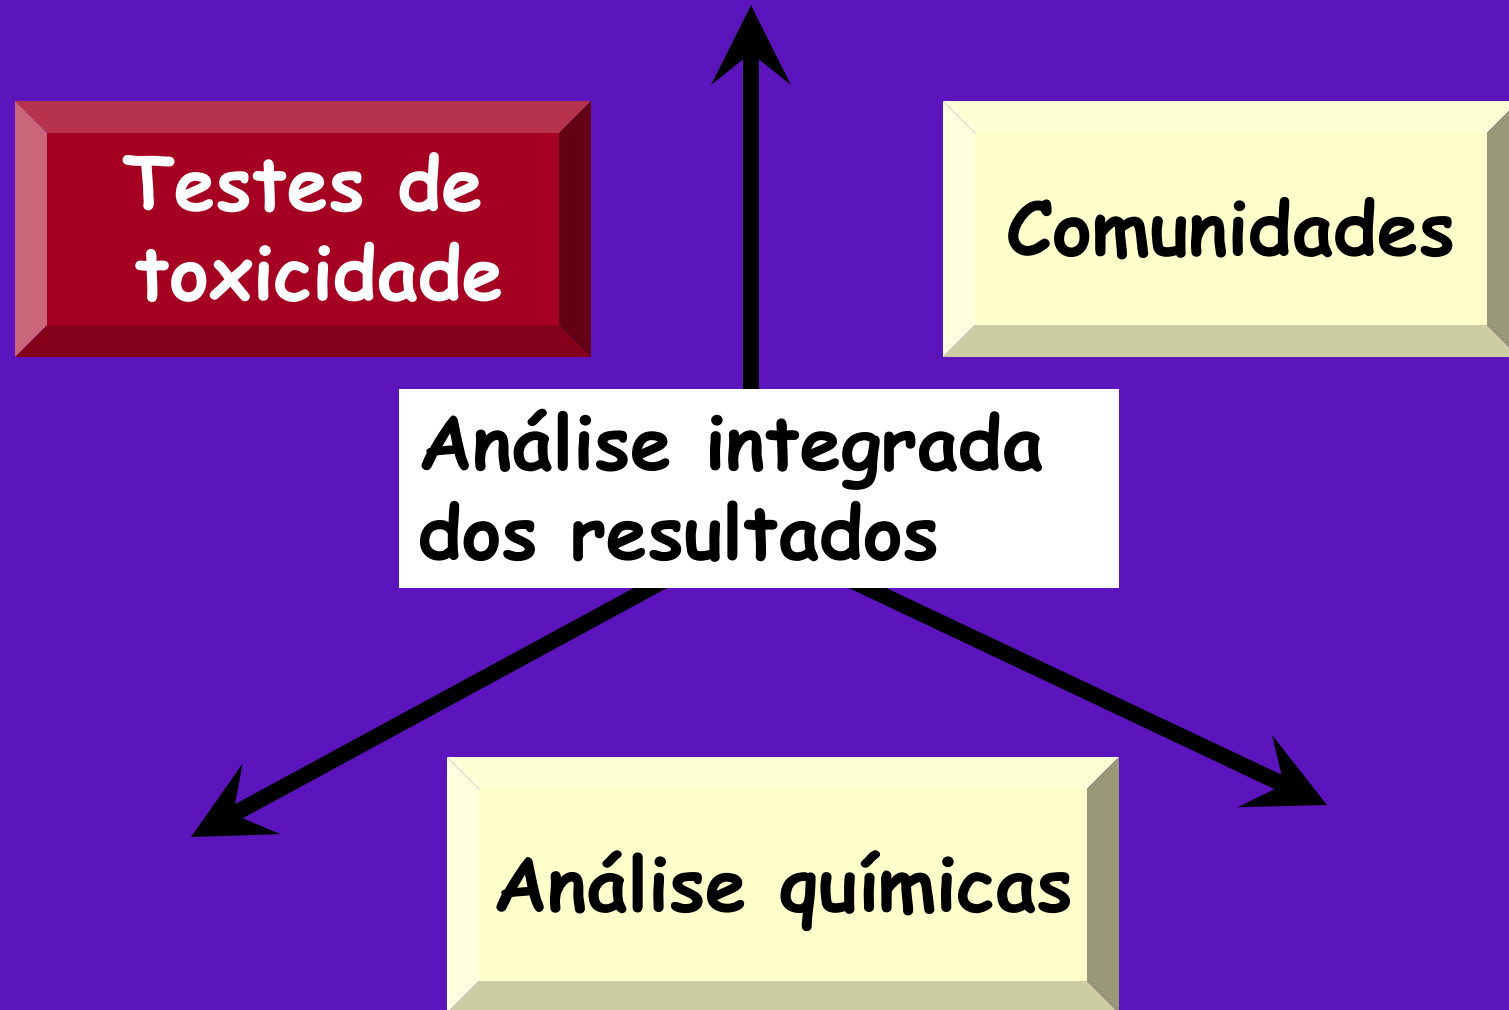 Testes de
toxicidade
Comunidades
Análise integrada
dos resultados
Análise químicas